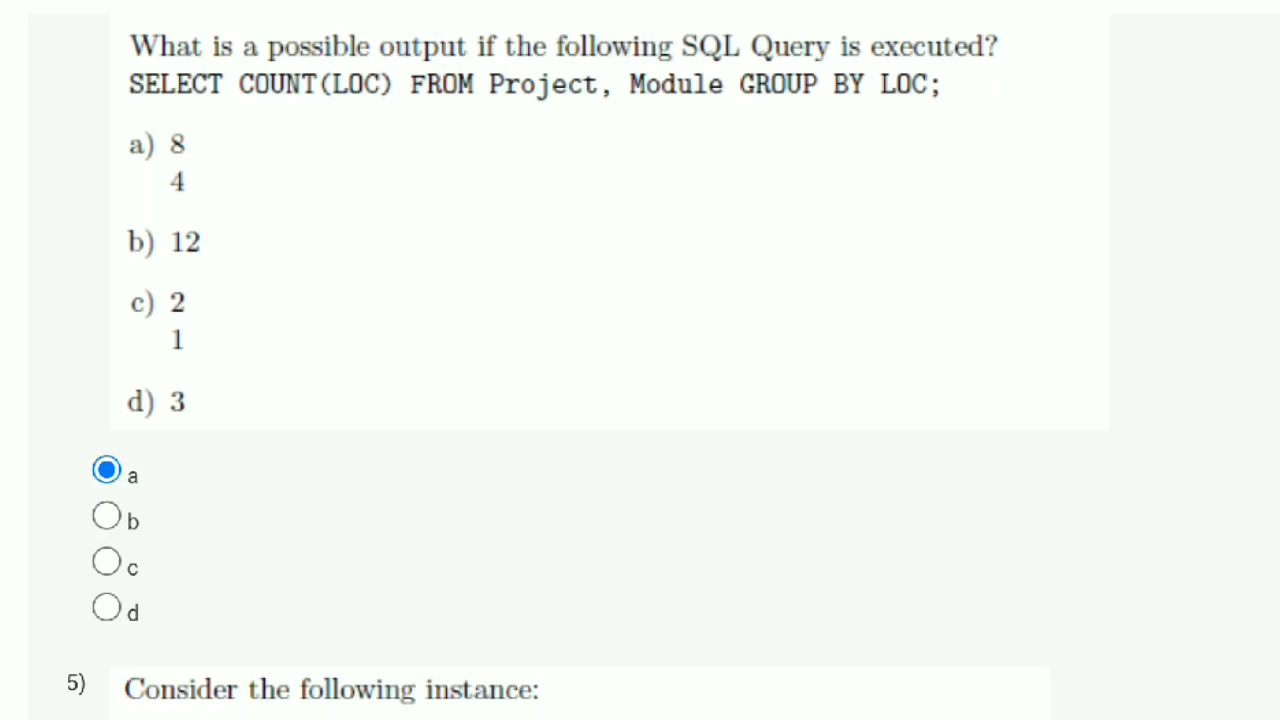 What is a possible output if the following SQL Query is executed?
SELECT COUNT(LOC) FROM Project, Module GROUP BY LOC;
a) 8
4
b) 12
c) 2
1
d) 3
a
b
c
d
5) Consider the following instance: